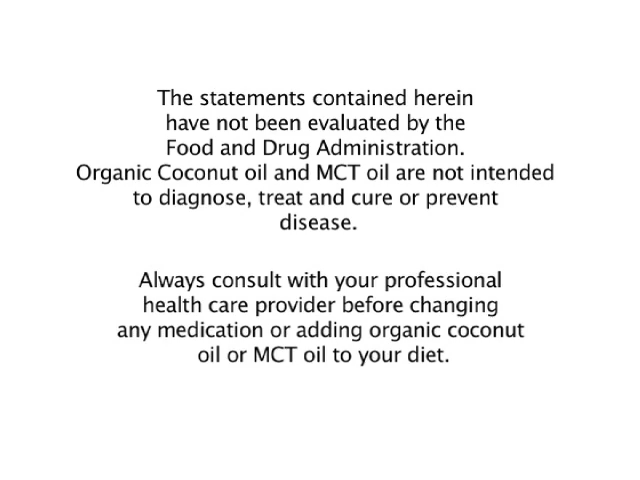 The statements contained herein
have not been evaluated by the
Food and Drug Administration.
Organic Coconut oil and MCT oil are not intended
to diagnose, treat and cure or prevent
disease.
Always consult with your professional
health care provider before changing
any medication or adding organic coconut
oil or MCT oil to your diet.